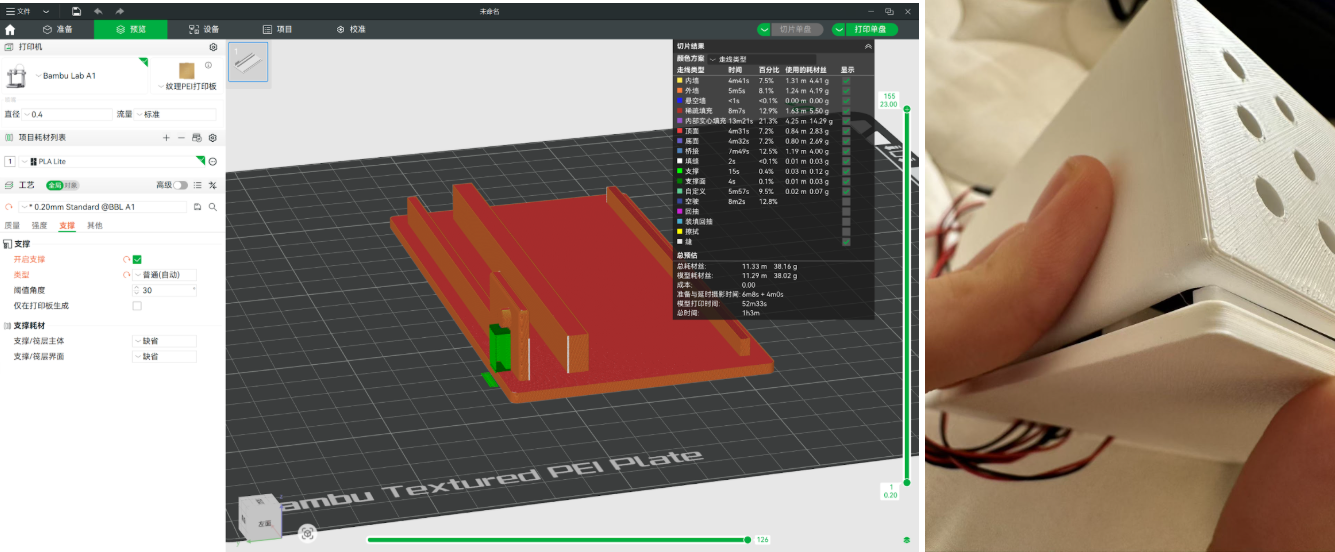 文件
未命名
准备
预览
设备
项目
校准
切片单盘
打印单盘
打印机
Bambu Lab A1
纹理PEI打印板
直径
0.4
流量
标准
项目耗材列表
1
PLA Lite
工艺
全局
对象
高级
* 0.20mm Standard @BBL A1
质量
强度
支撑
其他
支撑
开启支撑
类型
普通(自动)
阈值角度
30
仅在打印板生成
支撑耗材
支撑/筏层主体
缺省
支撑/筏层界面
缺省
1
切片结果
颜色方案
走线类型
走线类型 时间 百分比 使用的耗材丝 显示
内墙 4m41s 7.5% 1.31 m 4.41 g
外墙 5m5s 8.1% 1.24 m 4.19 g
悬空墙 <1s <0.1% 0.00 m 0.00 g
稀疏填充 8m7s 12.9% 1.63 m 5.50 g
内部实心填充 13m21s 21.3% 4.25 m 14.29 g
顶面 4m31s 7.2% 0.84 m 2.83 g
底面 4m32s 7.2% 0.80 m 2.69 g
桥接 7m49s 12.5% 1.19 m 4.00 g
填缝 2s <0.1% 0.01 m 0.03 g
支撑 15s 0.4% 0.03 m 0.12 g
支撑面 4s 0.1% 0.01 m 0.03 g
自定义 5m57s 9.5% 0.02 m 0.07 g
空驶 8m2s 12.8%
回抽
装填回抽
擦拭
缝
总预估
总耗材丝: 11.33 m 38.16 g
模型耗材丝: 11.29 m 38.02 g
成本: 0.00
准备与延时摄影时间: 6m8s + 4m0s
模型打印时间: 52m33s
总时间: 1h3m
155
23.00
1
0.20
Bambu Textured PEI Plate
左面
126